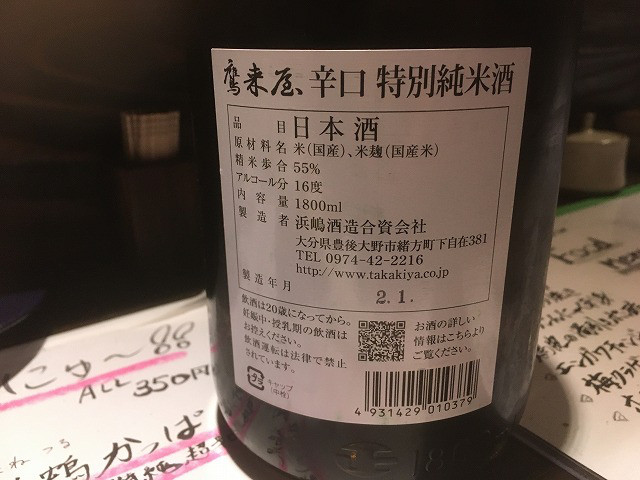 鷹来屋 辛口 特別純米酒
品目 日本酒
原材料名 米(国産)、米麹(国産米)
精米歩合 55%
アルコール分 16度
内容量 1800ml
製造者 浜嶋酒造合資会社
大分県豊後大野市緒方町下自在381
TEL 0974-42-2216
http://www.takakiya.co.jp
製造年月 2.1.
飲酒は20歳になってから。
妊娠中・授乳期の飲酒は
お控えください。
飲酒運転は法律で禁止
されています。
お酒の詳しい
情報はこちらより
ご覧ください。
キャップ
(中栓)
4 931429 010379
ALL 350円
鶴 かっぱ
Food